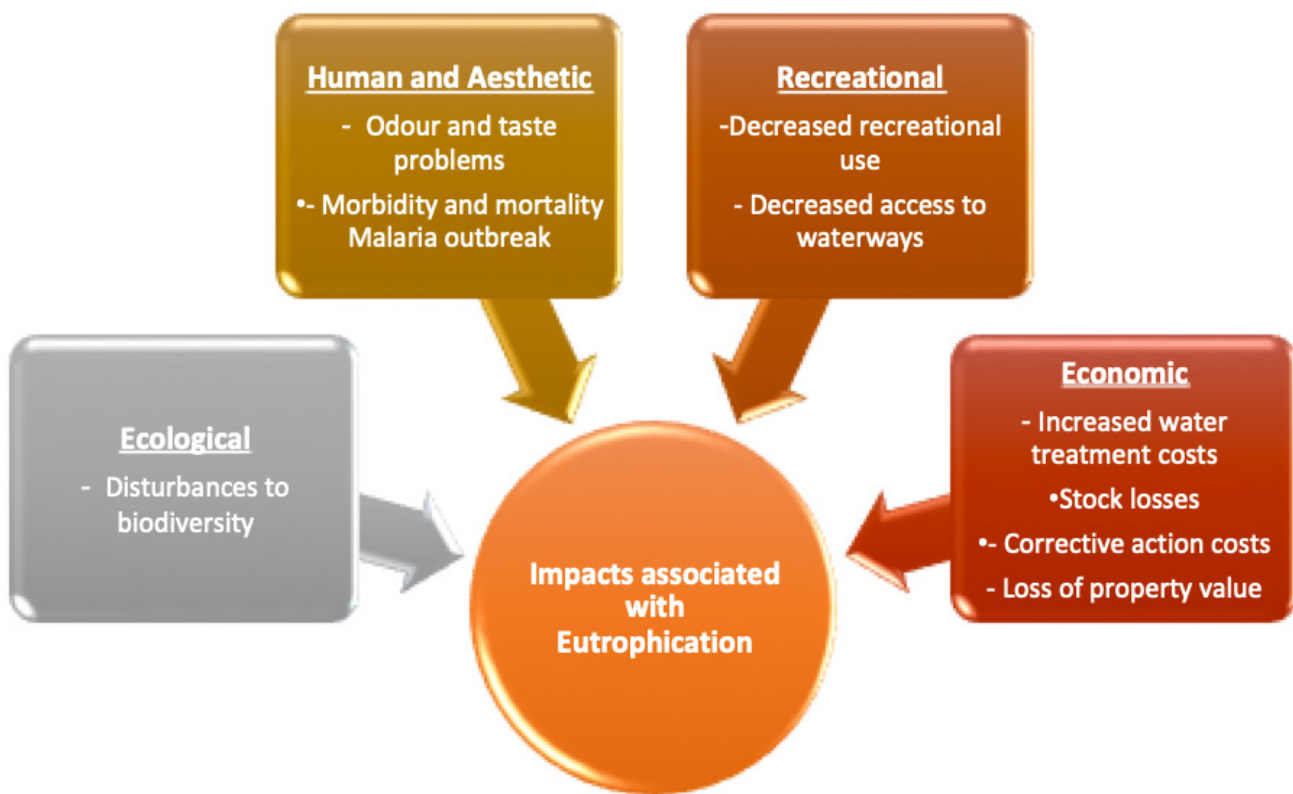 Human and Aesthetic
- Odour and taste
problems
•- Morbidity and mortality
Malaria outbreak
Recreational
-Decreased recreational
use
- Decreased access to
waterways
Ecological
- Disturbances to
biodiversity
Economic
- Increased water
treatment costs
•Stock losses
•- Corrective action costs
- Loss of property value
Impacts associated
with
Eutrophication